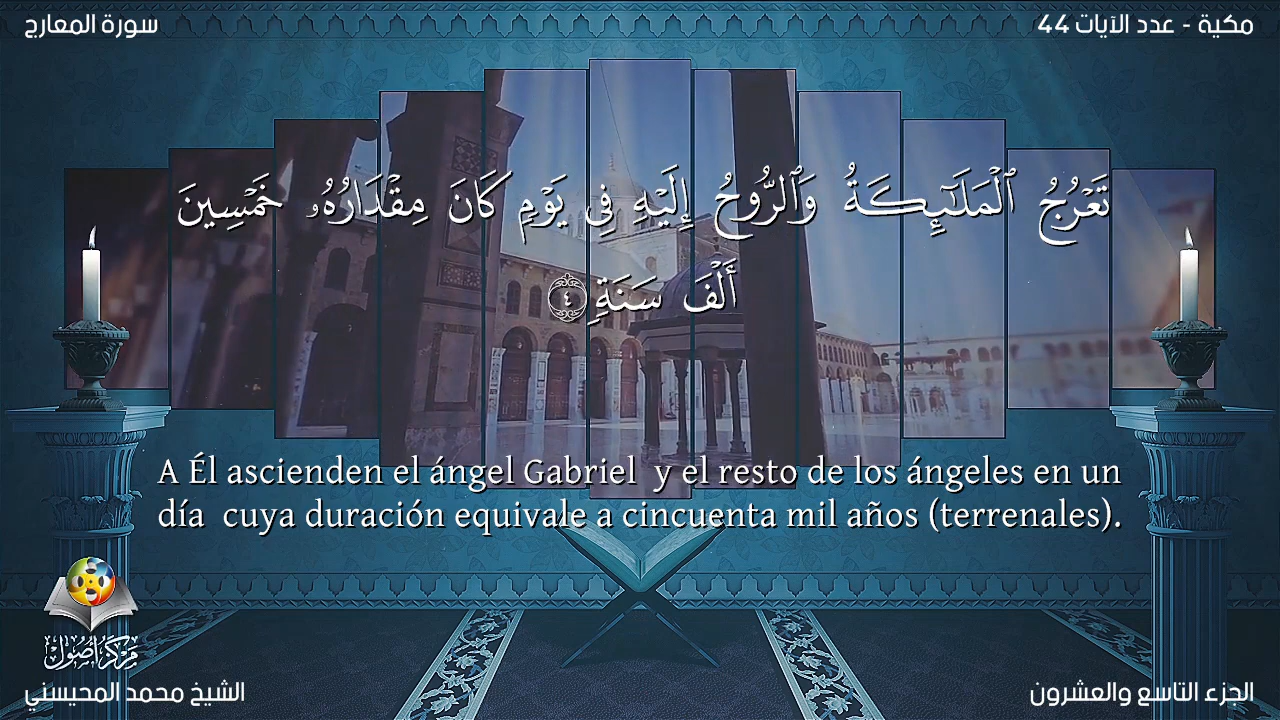 سورة المعارج
مكية - عدد الآيات 44
تَعْرُجُ ٱلْمَلَـٰٓئِكَةُ وَٱلرُّوحُ إِلَيْهِ فِى يَوْمٍ كَانَ مِقْدَارُهُۥ خَمْسِينَ
أَلْفَ سَنَةٍ ٤
A Él ascienden el ángel Gabriel y el resto de los ángeles en un
día cuya duración equivale a cincuenta mil años (terrenales).
مركز أصول
الشيخ محمد المحيسني
الجزء التاسع والعشرون